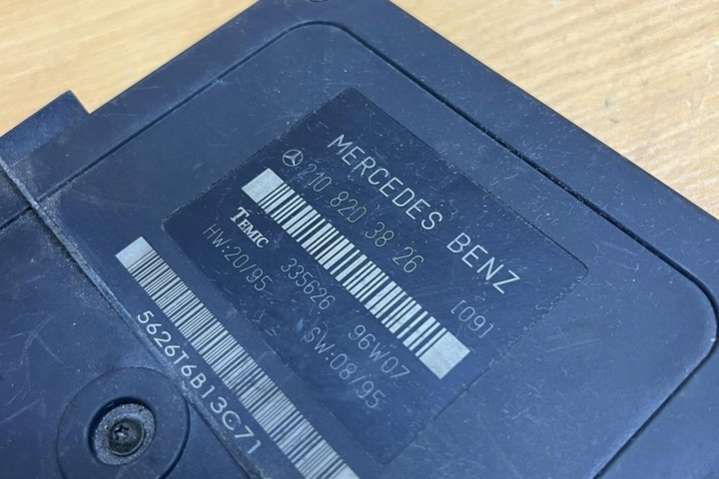 MERCEDES BENZ
210 820 38 26 [09]
TEMIC 335626 96W07
HW:20/95 SW:08/95
5626T6B13C71